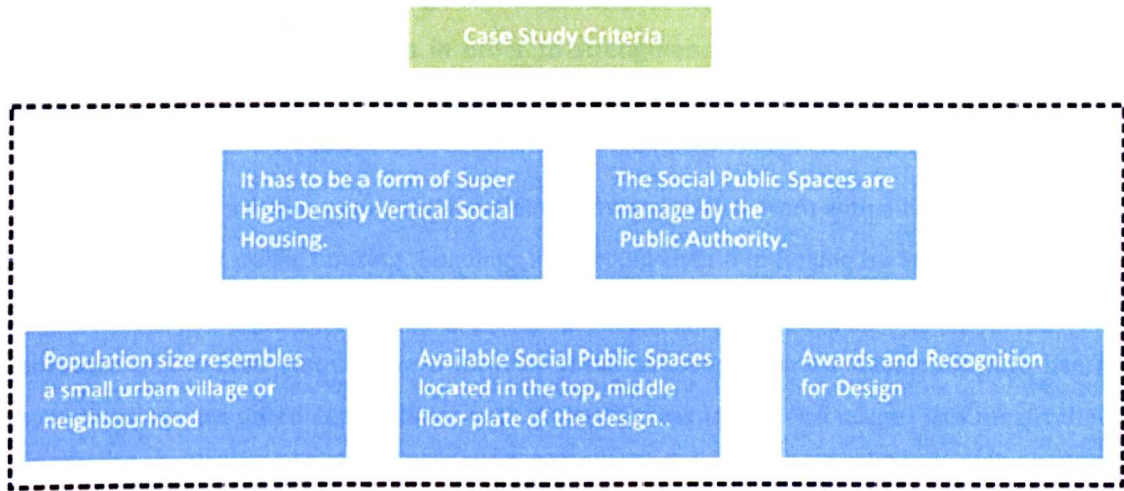 Case Study Criteria
It has to be a form of Super
High-Density Vertical Social
Housing.
The Social Public Spaces are
manage by the
Public Authority.
Population size resembles
a small urban village or
neighbourhood
Available Social Public Spaces
located in the top, middle
floor plate of the design..
Awards and Recognition
for Design